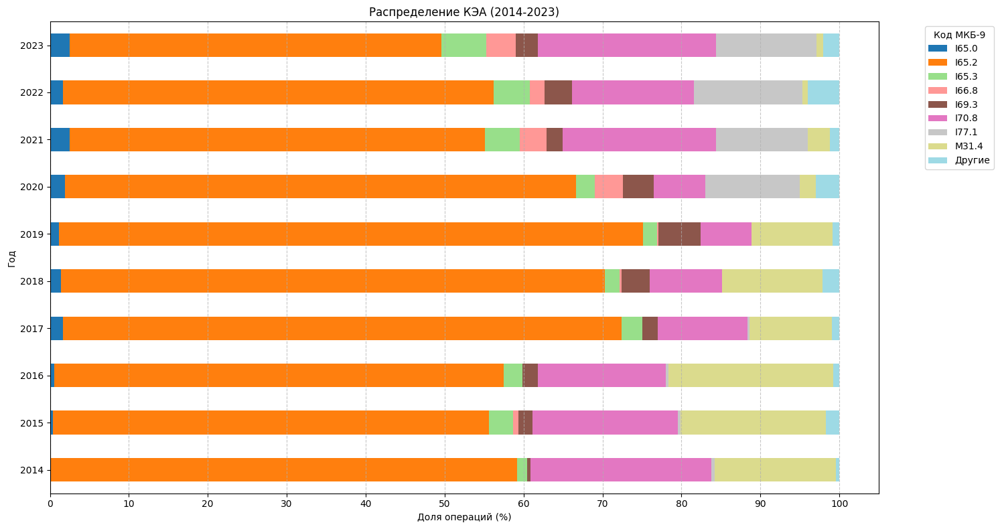 Распределение КЭА (2014-2023)
Год
2023
2022
2021
2020
2019
2018
2017
2016
2015
2014
0 10 20 30 40 50 60 70 80 90 100
Доля операций (%)
Код МКБ-9
I65.0
I65.2
I65.3
I66.8
I69.3
I70.8
I77.1
M31.4
Другие